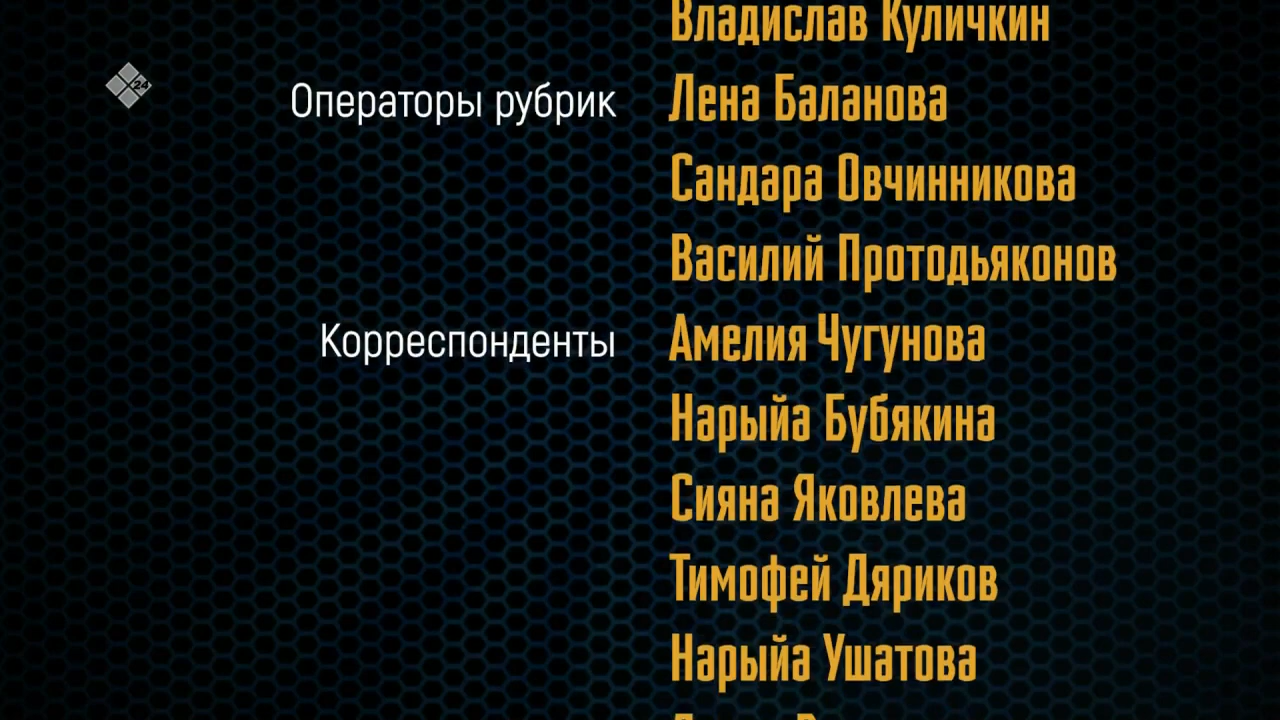 Владислав Куличкин
24
Операторы рубрик Лена Баланова
Сандара Овчинникова
Василий Протодьяконов
Корреспонденты Амелия Чугунова
Нарыйа Бубякина
Сияна Яковлева
Тимофей Дяриков
Нарыйа Ушатова